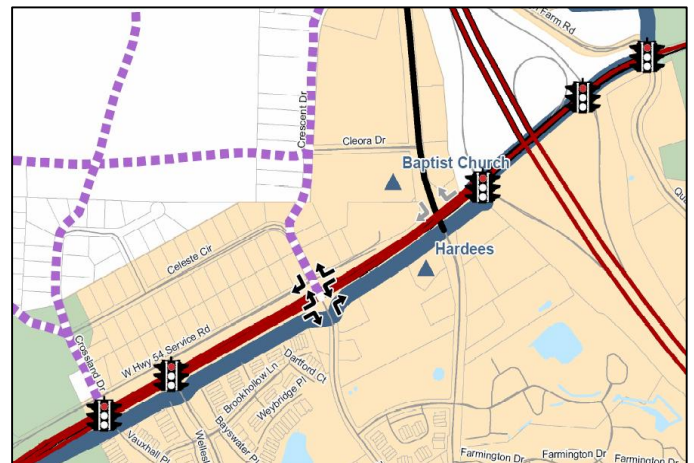 Farm Rd
Crescent Dr
Cleora Dr
Baptist Church
Hardees
Celeste Cir
W Hwy 54 Service Rd
Crossland Dr
Dartford Ct
Brookhollow Ln
Weybridge Pl
Bayswater Pl
Vauxhall Pl
Farmington Dr
Farmington Dr
Farmington Dr